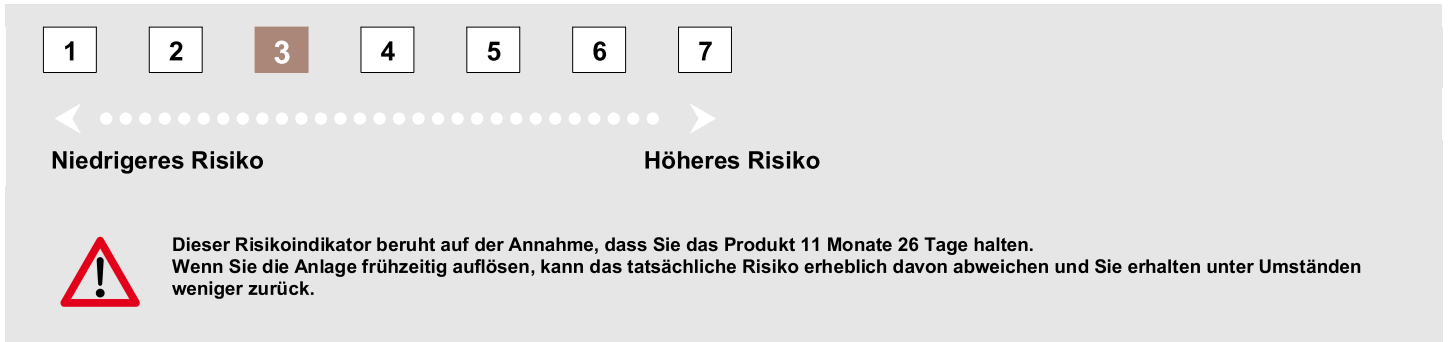 1 2 3 4 5 6 7
Niedrigeres Risiko Höheres Risiko
Dieser Risikoindikator beruht auf der Annahme, dass Sie das Produkt 11 Monate 26 Tage halten.
Wenn Sie die Anlage frühzeitig auflösen, kann das tatsächliche Risiko erheblich davon abweichen und Sie erhalten unter Umständen
weniger zurück.